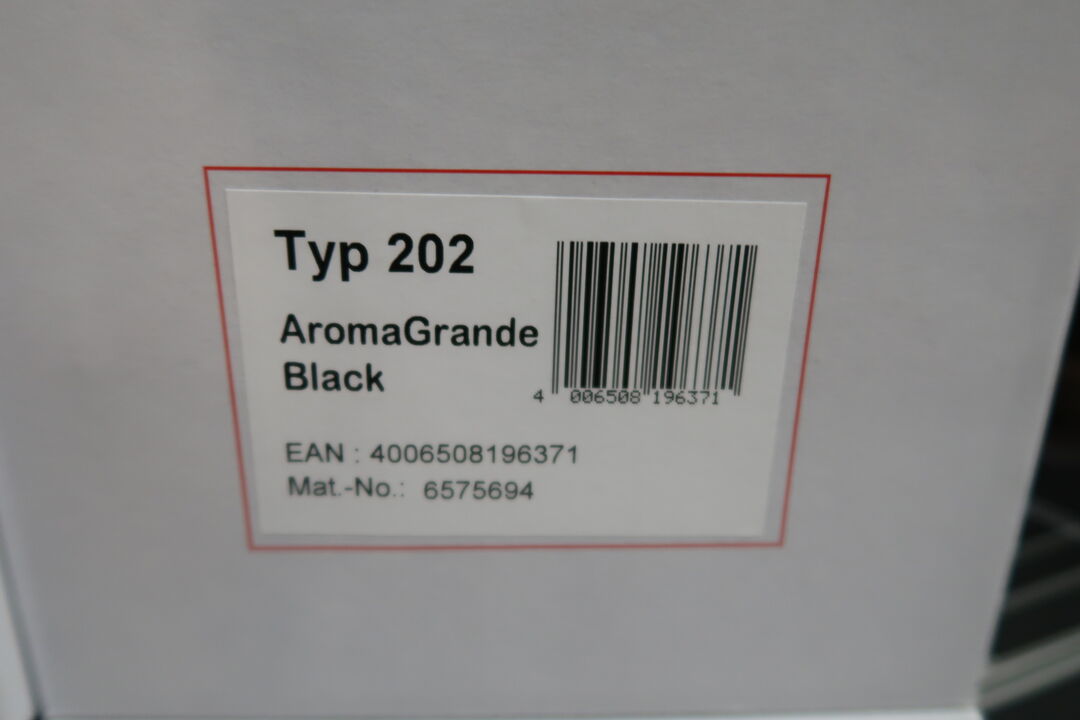 Typ 202
AromaGrande
Black
4 006508 196371
EAN : 4006508196371
Mat.-No.: 6575694